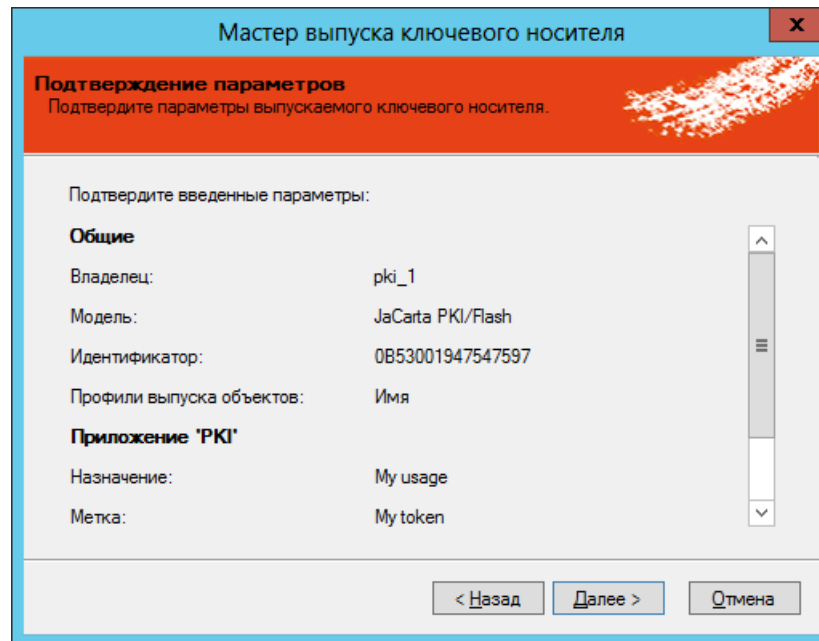 Мастер выпуска ключевого носителя
x
Подтверждение параметров
Подтвердите параметры выпускаемого ключевого носителя.
Подтвердите введенные параметры:
Общие
Владелец: pki_1
Модель: JaCarta PKI/Flash
Идентификатор: 0B53001947547597
Профили выпуска объектов: Имя
Приложение 'PKI'
Назначение: My usage
Метка: My token
< Назад Далее > Отмена